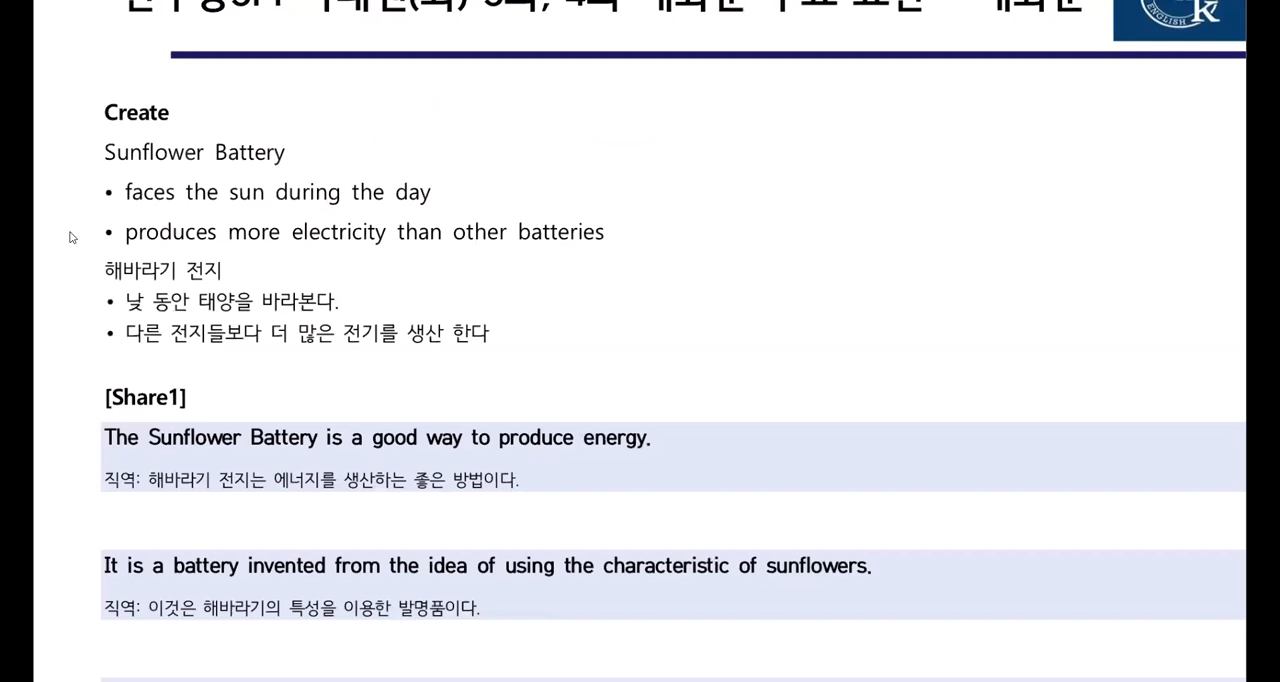 ENGLISH
k
Create
Sunflower Battery
• faces the sun during the day
• produces more electricity than other batteries
해바라기 전지
• 낮 동안 태양을 바라본다.
• 다른 전지들보다 더 많은 전기를 생산 한다
[Share1]
The Sunflower Battery is a good way to produce energy.
직역: 해바라기 전지는 에너지를 생산하는 좋은 방법이다.
It is a battery invented from the idea of using the characteristic of sunflowers.
직역: 이것은 해바라기의 특성을 이용한 발명품이다.